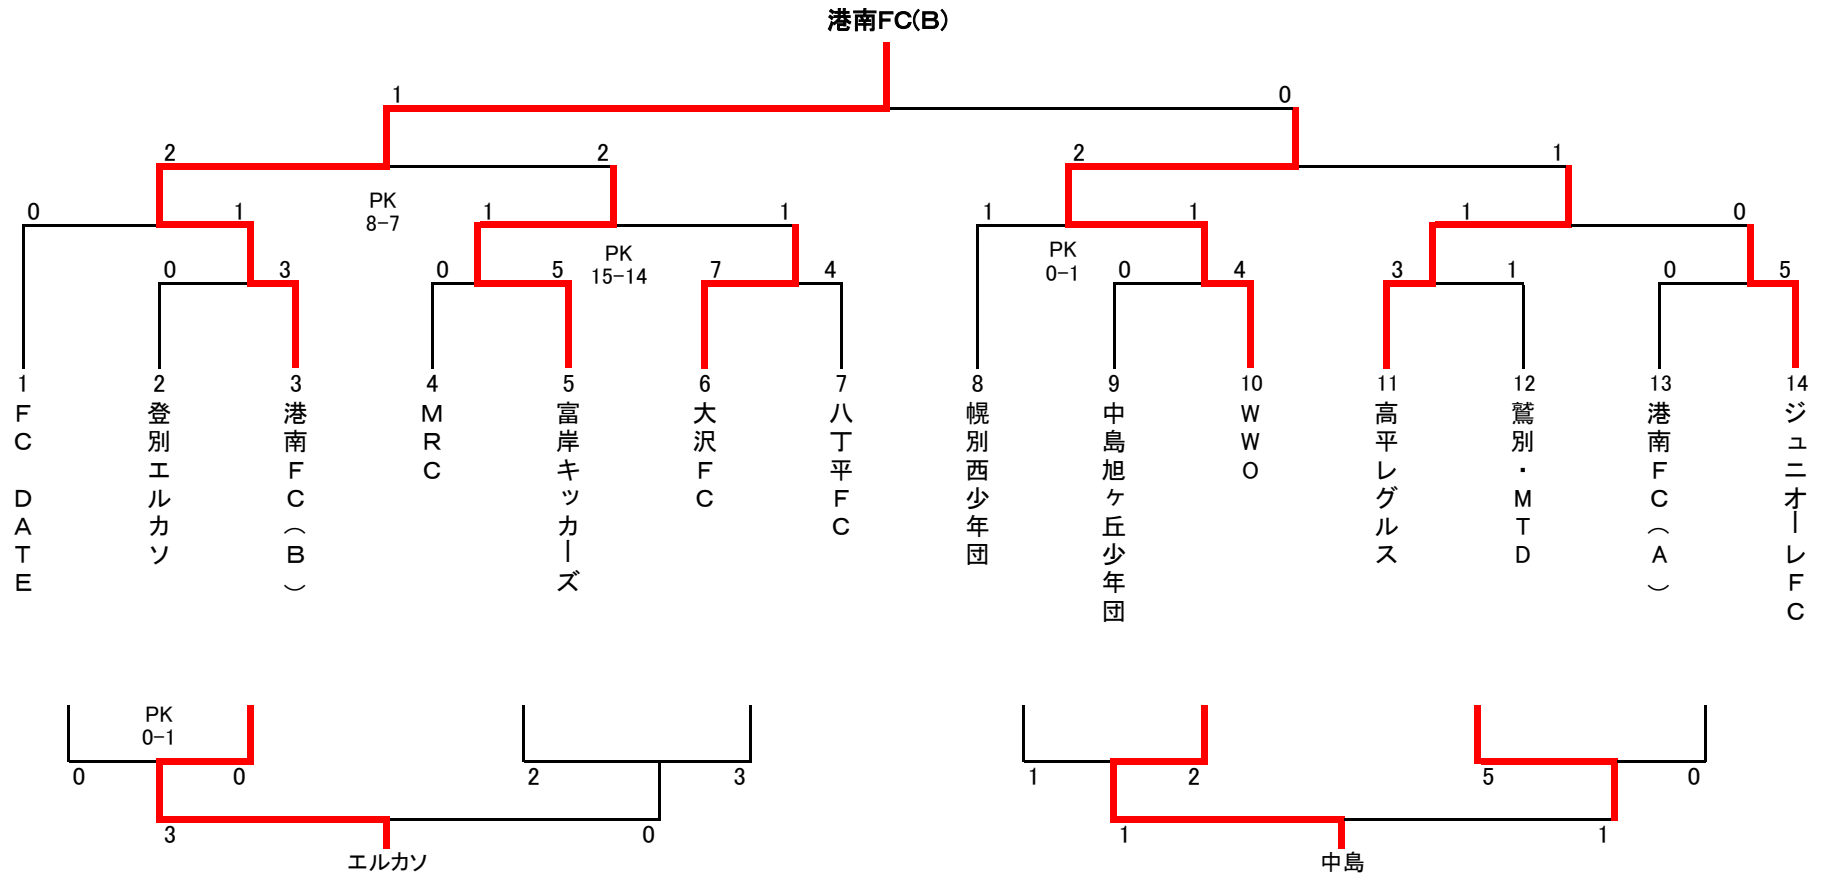 港南FC(B)
1 0
2 2 2 1
PK
8-7
0 1 1 1 1 1 1 0
PK
15-14
PK
0-1
0 3 0 5 7 4 0 4 3 1 0 5
1 2 3 4 5 6 7 8 9 10 11 12 13 14
FC DATE
登別エルカソ
港南FC(B)
MRC
富岸キッカーズ
大沢FC
八丁平FC
幌別西少年団
中島旭ヶ丘少年団
WWO
高平レグルス
鷲別・MTD
港南FC(A)
ジュニオーレFC
PK
0-1
0 0 2 3 1 2 5 0
3 0 1 1
エルカソ 中島